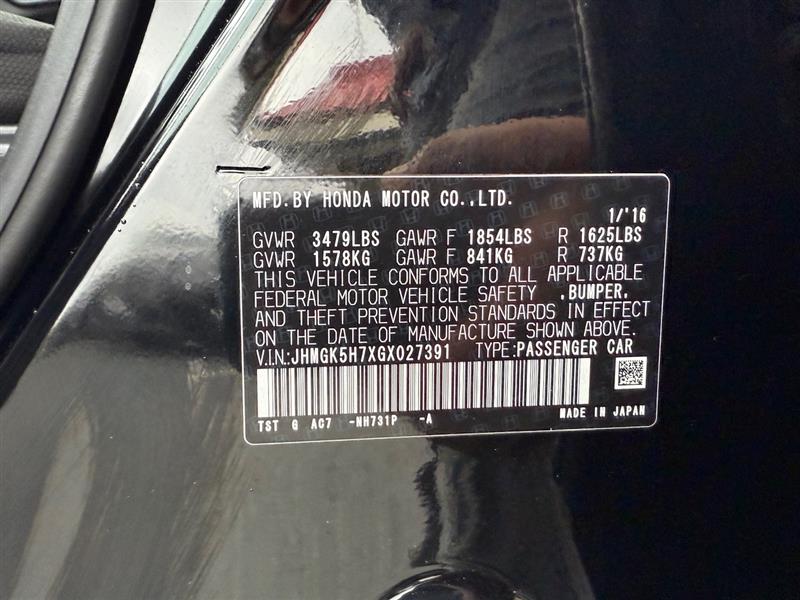 MFD.BY HONDA MOTOR CO.,LTD.
1/'16
GVWR 3479LBS GAWR F 1854LBS R 1625LBS
GVWR 1578KG GAWR F 841KG R 737KG
THIS VEHICLE CONFORMS TO ALL APPLICABLE
FEDERAL MOTOR VEHICLE SAFETY ,BUMPER,
AND THEFT PREVENTION STANDARDS IN EFFECT
ON THE DATE OF MANUFACTURE SHOWN ABOVE.
V.I.N:JHMGK5H7XGX027391 TYPE:PASSENGER CAR
TST G AC7 -NH731P -A MADE IN JAPAN